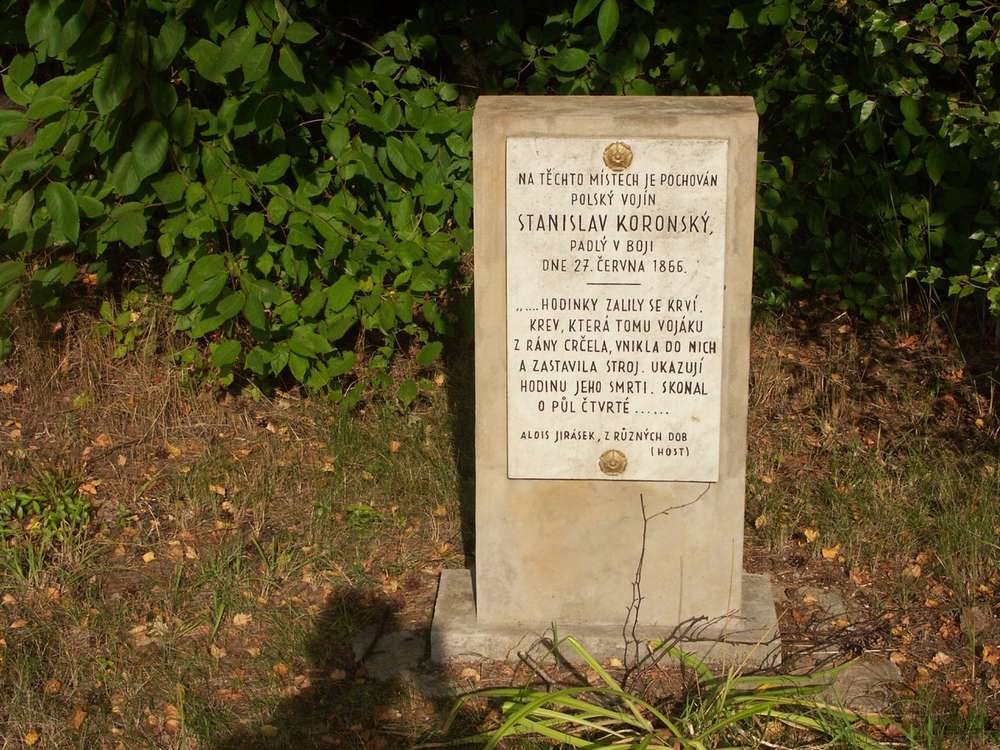 NA TĚCHTO MÍSTECH JE POCHOVÁN
POLSKÝ VOJÍN
STANISLAV KORONSKÝ,
PADLÝ V BOJI
DNE 27. ČERVNA 1866.
„....HODINKY ZALILY SE KRVÍ.
KREV, KTERÁ TOMU VOJÁKU
Z RÁNY CRČELA, VNIKLA DO NICH
A ZASTAVILA STROJ. UKAZUJÍ
HODINU JEHO SMRTI. SKONAL
O PŮL ČTVRTÉ ......
ALOIS JIRÁSEK, Z RŮZNÝCH DOB
(HOST)